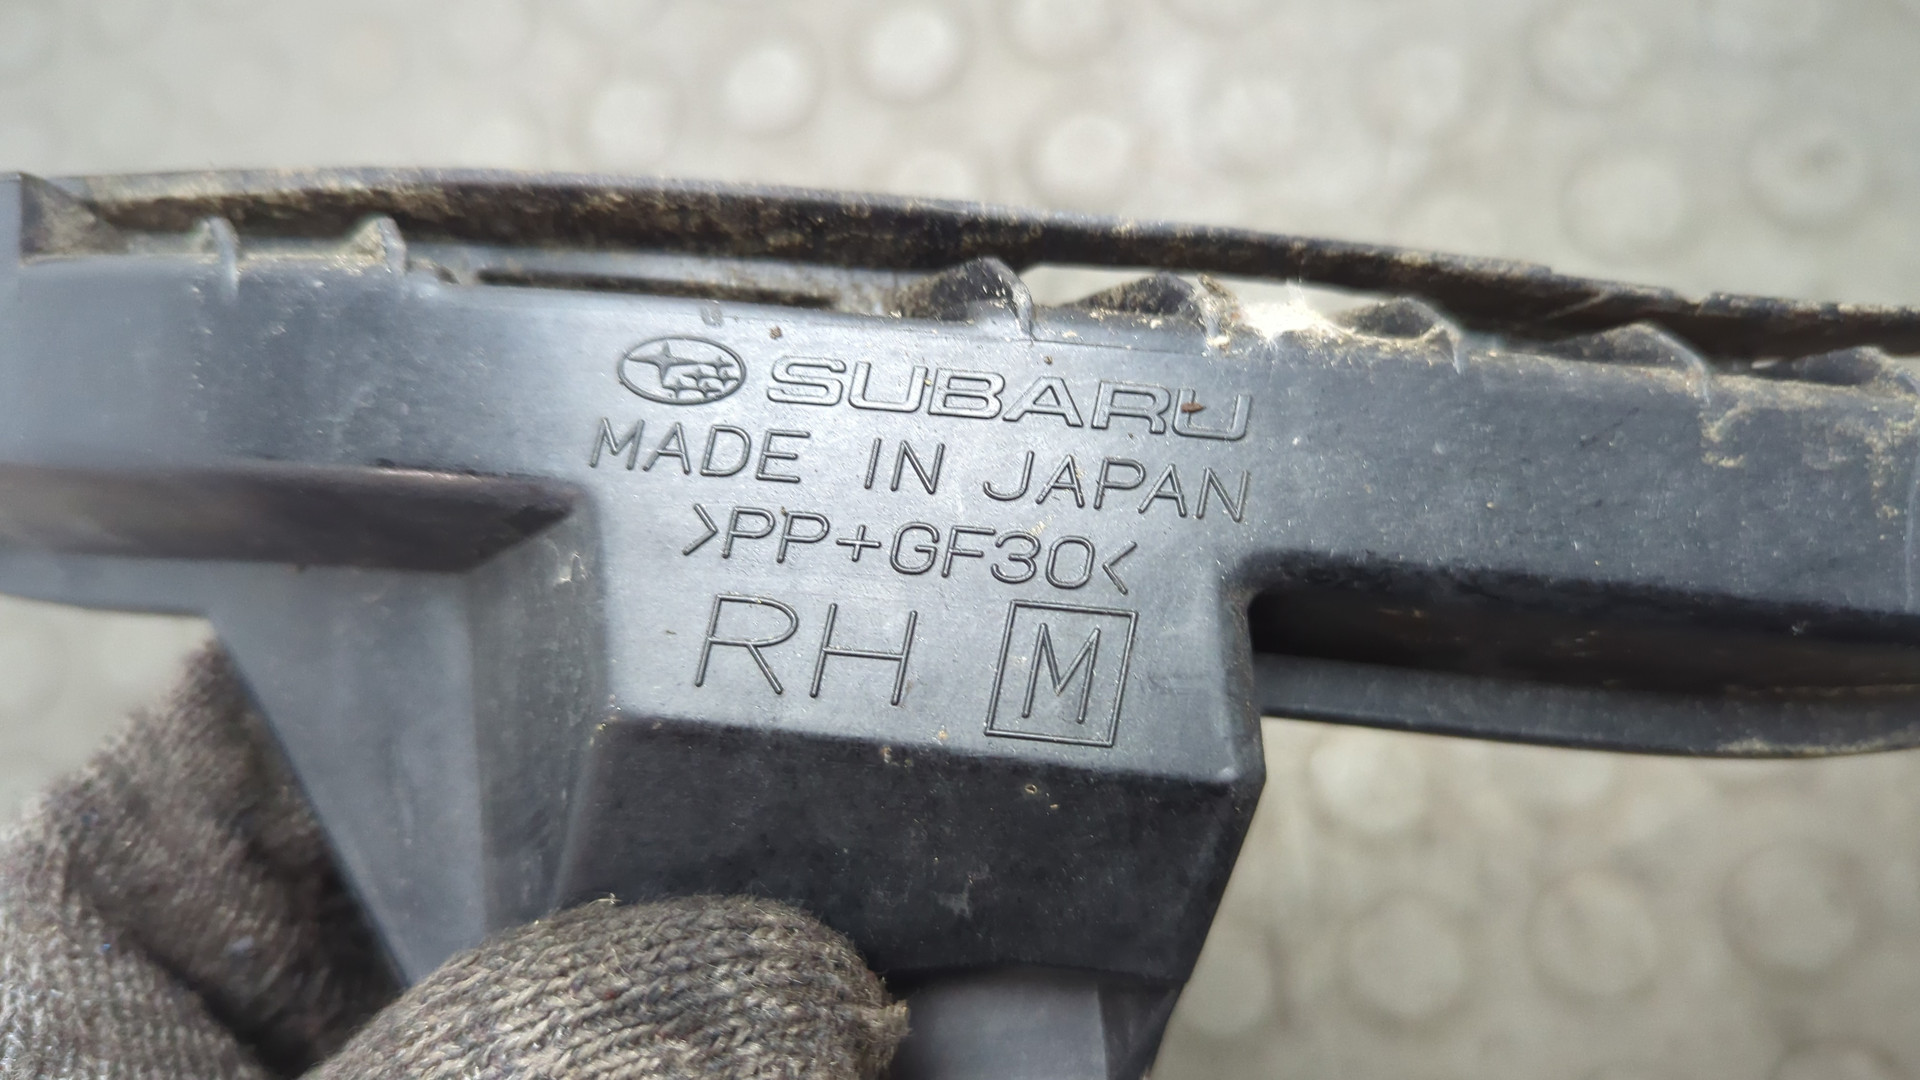 SUBARU
MADE IN JAPAN
>PP+GF30<
RH M